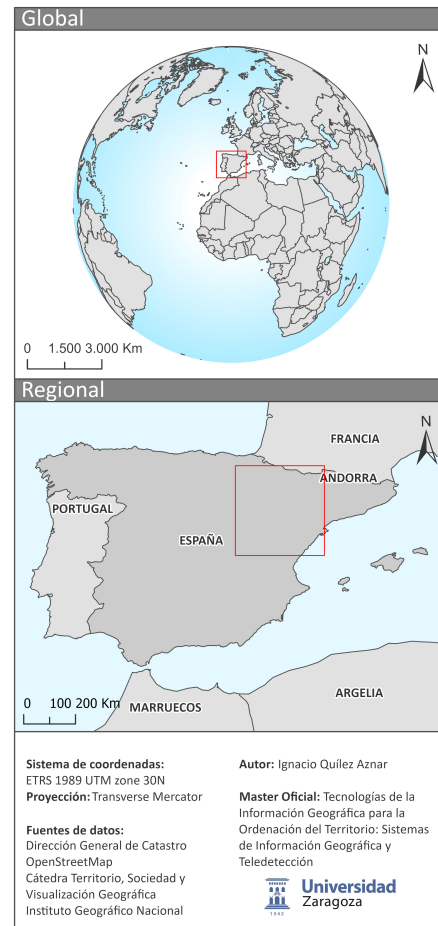 Global
N
0 1.500 3.000 Km
Regional
N
FRANCIA
ANDORRA
PORTUGAL
ESPAÑA
0 100 200 Km
MARRUECOS
ARGELIA
Sistema de coordenadas:
ETRS 1989 UTM zone 30N
Proyección: Transverse Mercator
Fuentes de datos:
Dirección General de Catastro
OpenStreetMap
Cátedra Territorio, Sociedad y
Visualización Geográfica
Instituto Geográfico Nacional
Autor: Ignacio Quílez Aznar
Master Oficial: Tecnologías de la
Información Geográfica para la
Ordenación del Territorio: Sistemas
de Información Geográfica y
Teledetección
Universidad
Zaragoza
1542